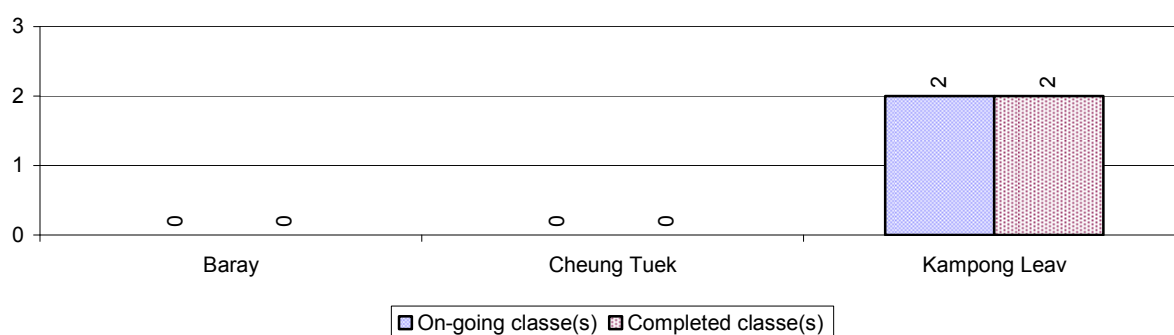 3
2
1
0
0 0 0 0 2 2
Baray Cheung Tuek Kampong Leav
On-going classe(s) Completed classe(s)